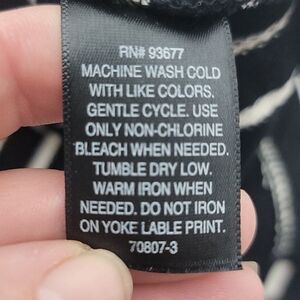 RN# 93677
MACHINE WASH COLD
WITH LIKE COLORS.
GENTLE CYCLE. USE
ONLY NON-CHLORINE
BLEACH WHEN NEEDED.
TUMBLE DRY LOW.
WARM IRON WHEN
NEEDED. DO NOT IRON
ON YOKE LABLE PRINT.
70807-3